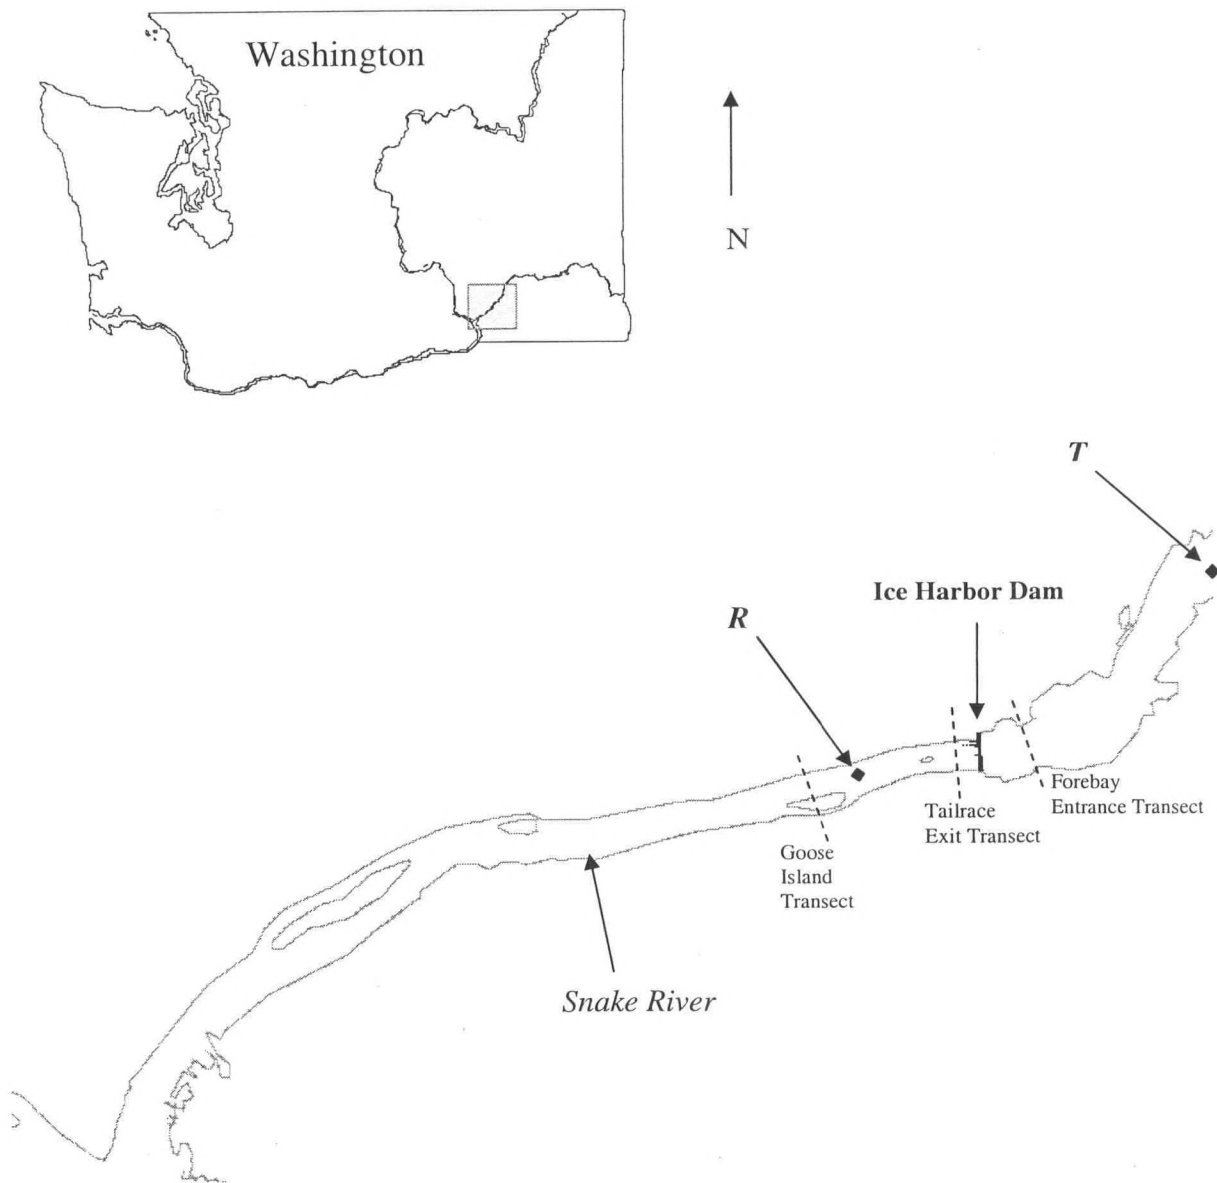 Washington
N
T
Ice Harbor Dam
R
Forebay
Entrance Transect
Tailrace
Exit Transect
Goose
Island
Transect
Snake River